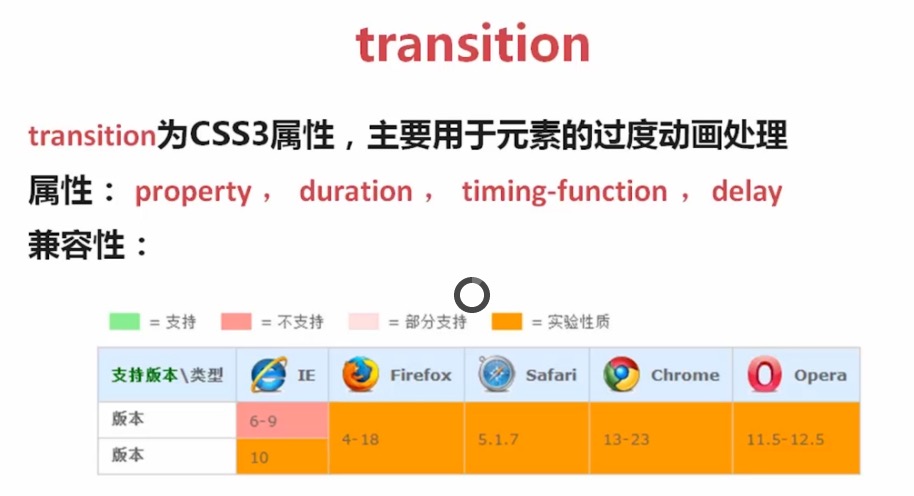 transition
transition为CSS3属性，主要用于元素的过度动画处理
属性： property ， duration ， timing-function ， delay
兼容性：
= 支持 = 不支持 = 部分支持 = 实验性质
支持版本\类型 IE Firefox Safari Chrome Opera
版本 6-9 4-18 5.1.7 13-23 11.5-12.5
版本 10